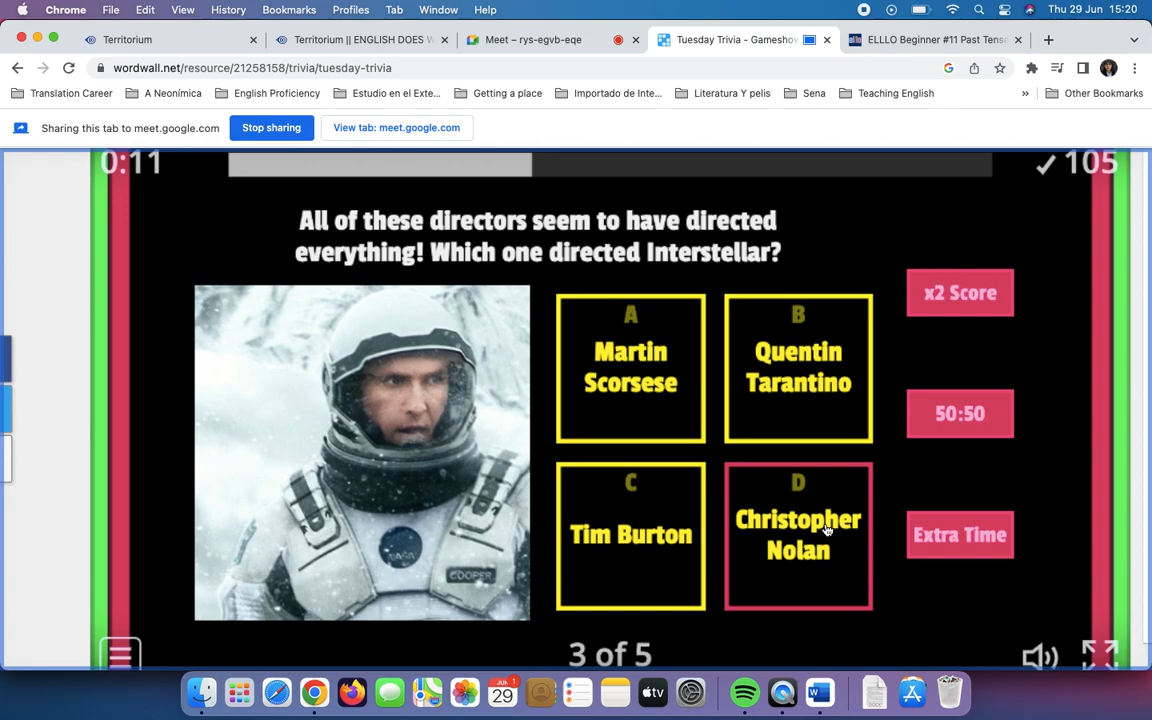 Chrome File Edit View History Bookmarks Profiles Tab Window Help Thu 29 Jun 15:20
Territorium Territorium || ENGLISH DOES W Meet – rys-egvb-eqe Tuesday Trivia - Gameshow ELLLO Beginner #11 Past Tense
wordwall.net/resource/21258158/trivia/tuesday-trivia
Translation Career A Neonímica English Proficiency Estudio en el Exte... Getting a place Importado de Inte... Literatura Y pelis Sena Teaching English » Other Bookmarks
Sharing this tab to meet.google.com Stop sharing View tab: meet.google.com
0:11 105
All of these directors seem to have directed
everything! Which one directed Interstellar?
x2 Score
A B
Martin Quentin
Scorsese Tarantino
50:50
C D
Tim Burton Christopher
Nolan
Extra Time
NASA
COOPER
3 of 5
JUN 1
29
tv
W